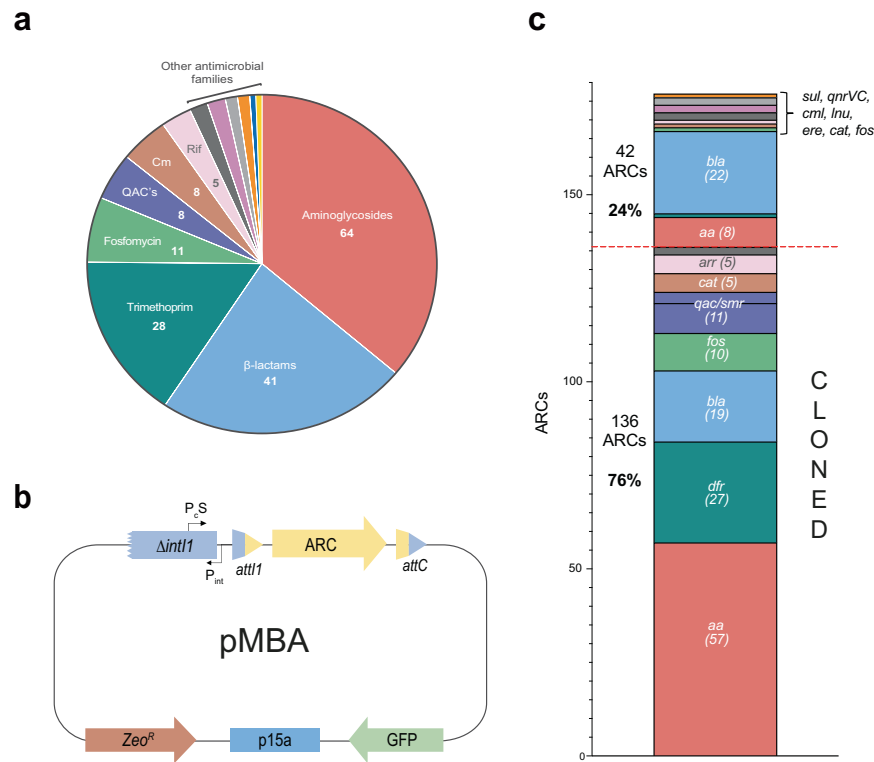 a
Other antimicrobial
families
Rif
5
Cm
8
QAC's
8
Fosfomycin
11
Trimethoprim
28
β-lactams
41
Aminoglycosides
64
b
PcS
ΔintI1
Pint
attI1
ARC
attC
pMBA
ZeoR
p15a
GFP
c
ARCs
0
50
100
150
42
ARCs
24%
136
ARCs
76%
sul, qnrVC,
cml, lnu,
ere, cat, fos
bla
(22)
aa (8)
arr (5)
cat (5)
qac/smr
(11)
fos
(10)
bla
(19)
dfr
(27)
aa
(57)
C
L
O
N
E
D